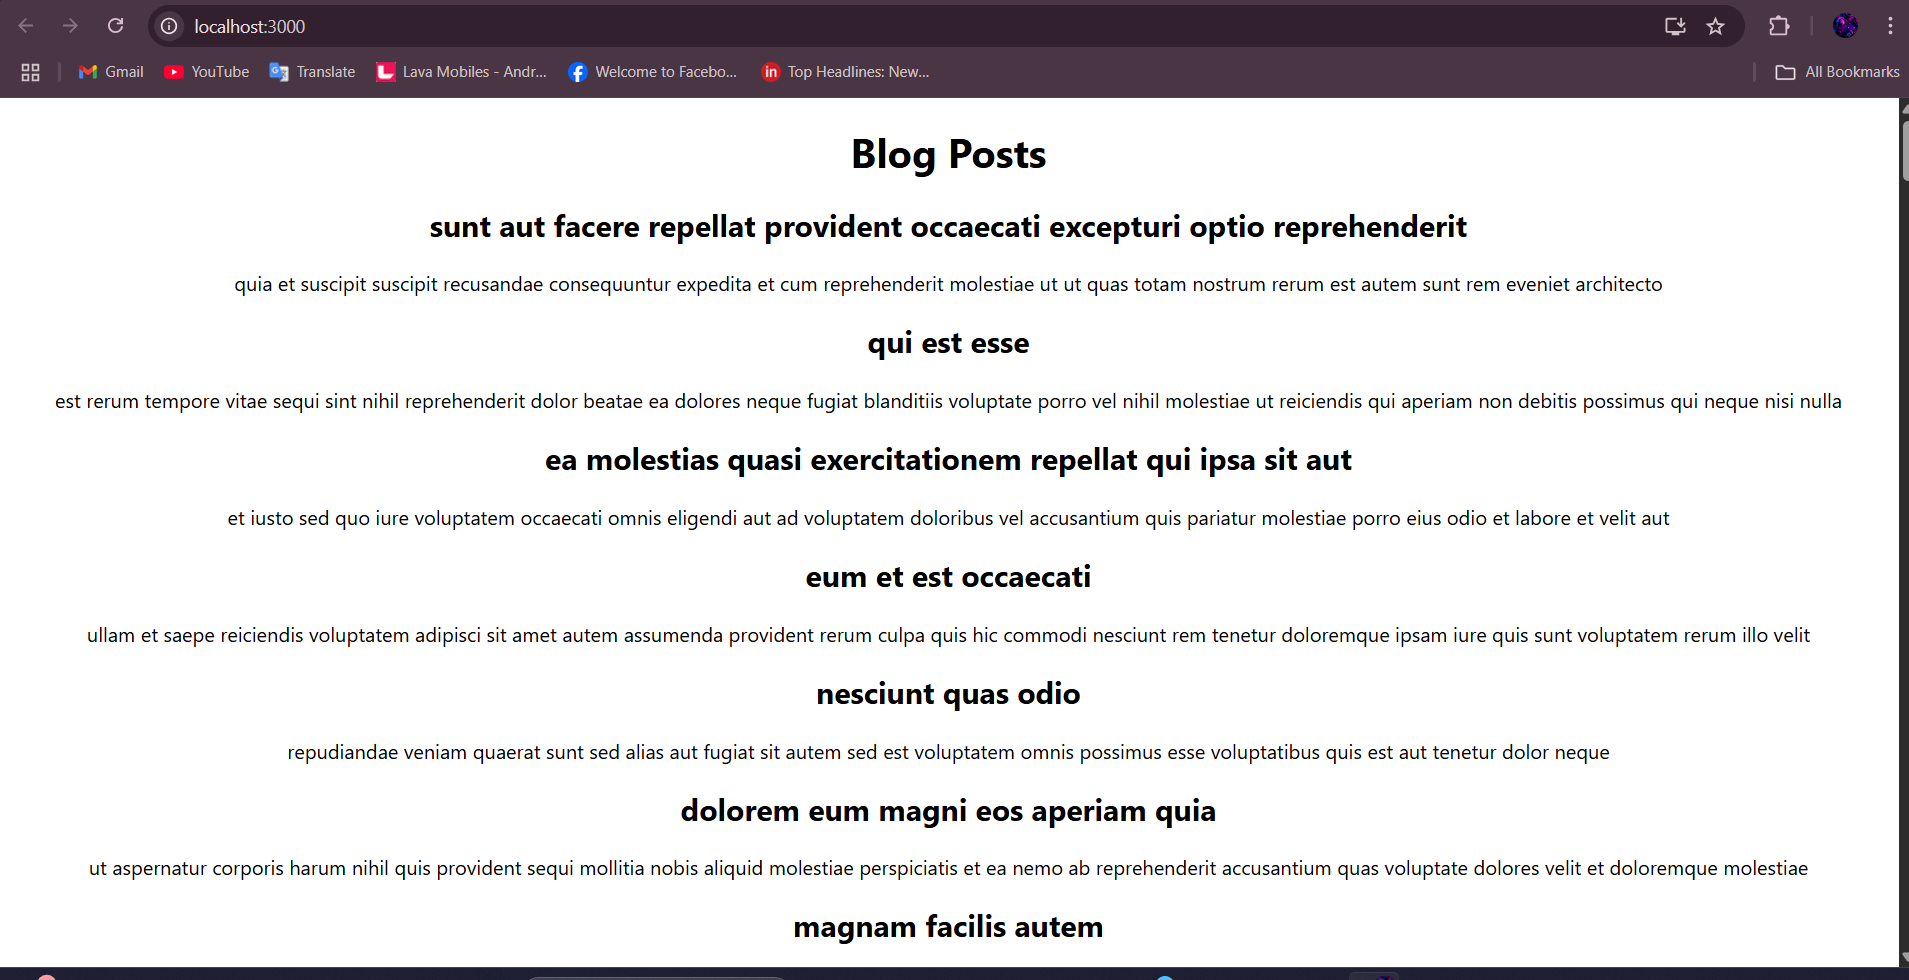 localhost:3000
Gmail YouTube Translate Lava Mobiles - Andr... Welcome to Facebo... Top Headlines: New... All Bookmarks
Blog Posts
sunt aut facere repellat provident occaecati excepturi optio reprehenderit
quia et suscipit suscipit recusandae consequuntur expedita et cum reprehenderit molestiae ut ut quas totam nostrum rerum est autem sunt rem eveniet architecto
qui est esse
est rerum tempore vitae sequi sint nihil reprehenderit dolor beatae ea dolores neque fugiat blanditiis voluptate porro vel nihil molestiae ut reiciendis qui aperiam non debitis possimus qui neque nisi nulla
ea molestias quasi exercitationem repellat qui ipsa sit aut
et iusto sed quo iure voluptatem occaecati omnis eligendi aut ad voluptatem doloribus vel accusantium quis pariatur molestiae porro eius odio et labore et velit aut
eum et est occaecati
ullam et saepe reiciendis voluptatem adipisci sit amet autem assumenda provident rerum culpa quis hic commodi nesciunt rem tenetur doloremque ipsam iure quis sunt voluptatem rerum illo velit
nesciunt quas odio
repudiandae veniam quaerat sunt sed alias aut fugiat sit autem sed est voluptatem omnis possimus esse voluptatibus quis est aut tenetur dolor neque
dolorem eum magni eos aperiam quia
ut aspernatur corporis harum nihil quis provident sequi mollitia nobis aliquid molestiae perspiciatis et ea nemo ab reprehenderit accusantium quas voluptate dolores velit et doloremque molestiae
magnam facilis autem